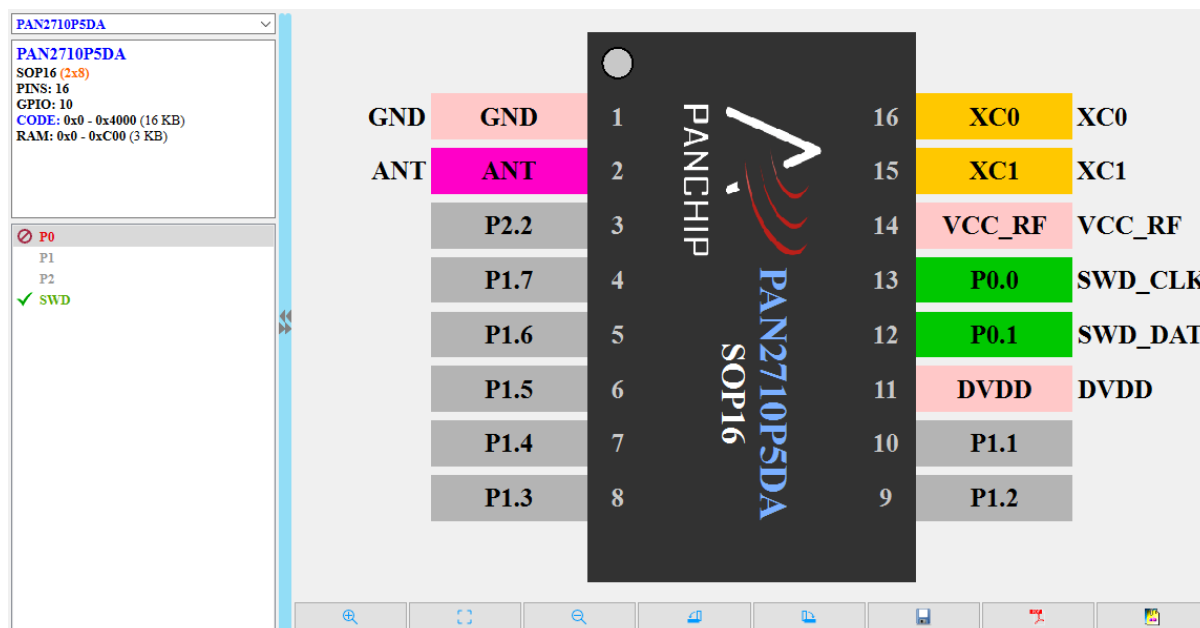 PAN2710P5DA
PAN2710P5DA
SOP16 (2x8)
PINS: 16
GPIO: 10
CODE: 0x0 - 0x4000 (16 KB)
RAM: 0x0 - 0xC00 (3 KB)
P0
P1
P2
SWD
GND GND 1 16 XC0 XC0
ANT ANT 2 15 XC1 XC1
P2.2 3 14 VCC_RF VCC_RF
P1.7 4 13 P0.0 SWD_CLK
P1.6 5 12 P0.1 SWD_DAT
P1.5 6 11 DVDD DVDD
P1.4 7 10 P1.1
P1.3 8 9 P1.2
PANCHIP
PAN2710P5DA
SOP16